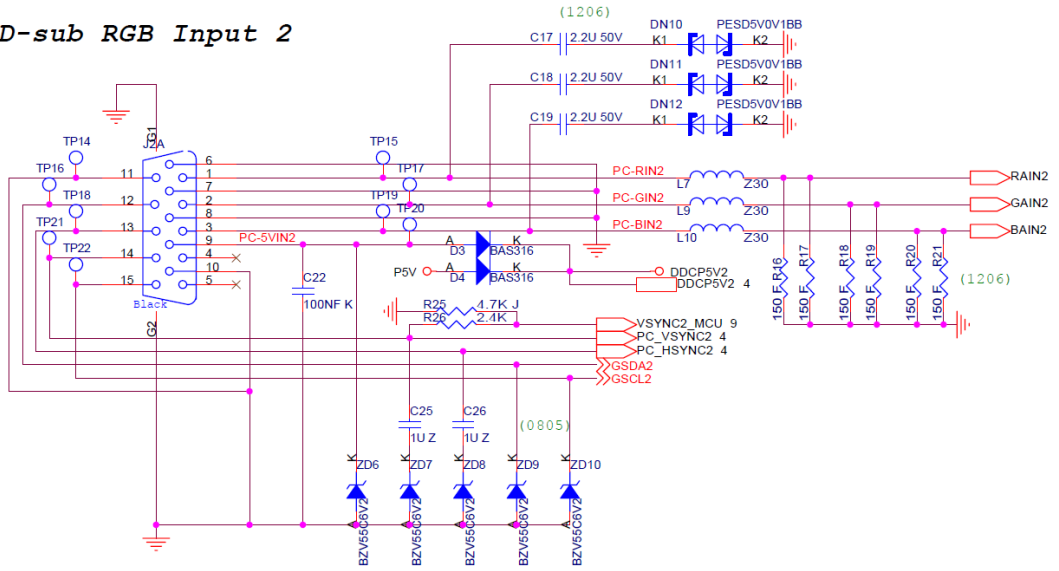 D-sub RGB Input 2
(1206)
C17 2.2U 50V
DN10 PESD5V0V1BB
K1 K2
C18 2.2U 50V
DN11 PESD5V0V1BB
K1 K2
C19 2.2U 50V
DN12 PESD5V0V1BB
K1 K2
G1
J2A
TP14
TP16
TP18
TP21
TP22
TP15
TP17
TP19
TP20
11
12
13
14
15
6
1
7
2
8
3
9
4
10
5
Black
G2
PC-5VIN2
PC-RIN2
L7 Z30
RAIN2
PC-GIN2
L9 Z30
GAIN2
PC-BIN2
L10 Z30
BAIN2
A K
D3 BAS316
P5V A K
D4 BAS316
DDCP5V2
DDCP5V2 4
C22
100NF K
R25 4.7K J
R26 2.4K
VSYNC2_MCU 9
PC_VSYNC2 4
PC_HSYNC2 4
GSDA2
GSCL2
150 F R16
150 F R17
150 F R18
150 F R19
150 F R20
150 F R21
(1206)
C25
1U Z
C26
1U Z
(0805)
K ZD6
A BZV55C6V2
K ZD7
A BZV55C6V2
K ZD8
A BZV55C6V2
K ZD9
A BZV55C6V2
K ZD10
A BZV55C6V2